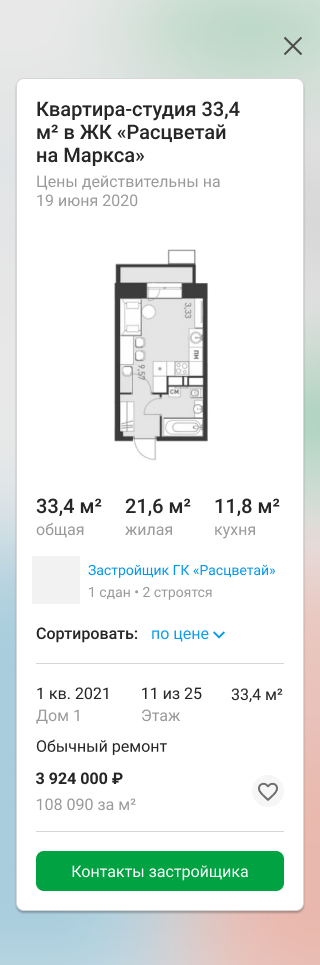 Квартира-студия 33,4
м² в ЖК «Расцветай
на Маркса»
Цены действительны на
19 июня 2020
3.33
9.57
ПМ
СМ
33,4 м² 21,6 м² 11,8 м²
общая жилая кухня
Застройщик ГК «Расцветай»
1 сдан • 2 строятся
Сортировать: по цене
1 кв. 2021 11 из 25 33,4 м²
Дом 1 Этаж
Обычный ремонт
3 924 000 ₽
108 090 за м²
Контакты застройщика